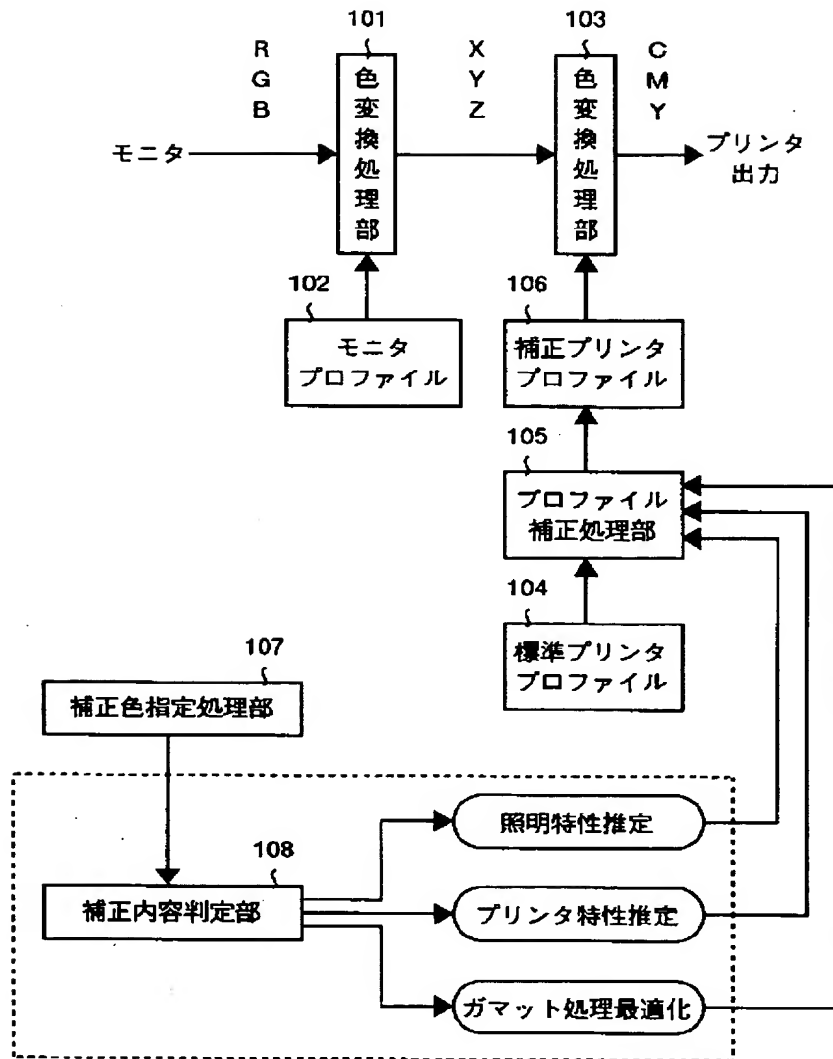 101
103
R
G
B
X
Y
Z
C
M
Y
色変換処理部
色変換処理部
モニタ
プリンタ
出力
102
モニタ
プロファイル
106
補正プリンタ
プロファイル
105
プロファイル
補正処理部
104
標準プリンタ
プロファイル
107
補正色指定処理部
108
補正内容判定部
照明特性推定
プリンタ特性推定
ガマット処理最適化